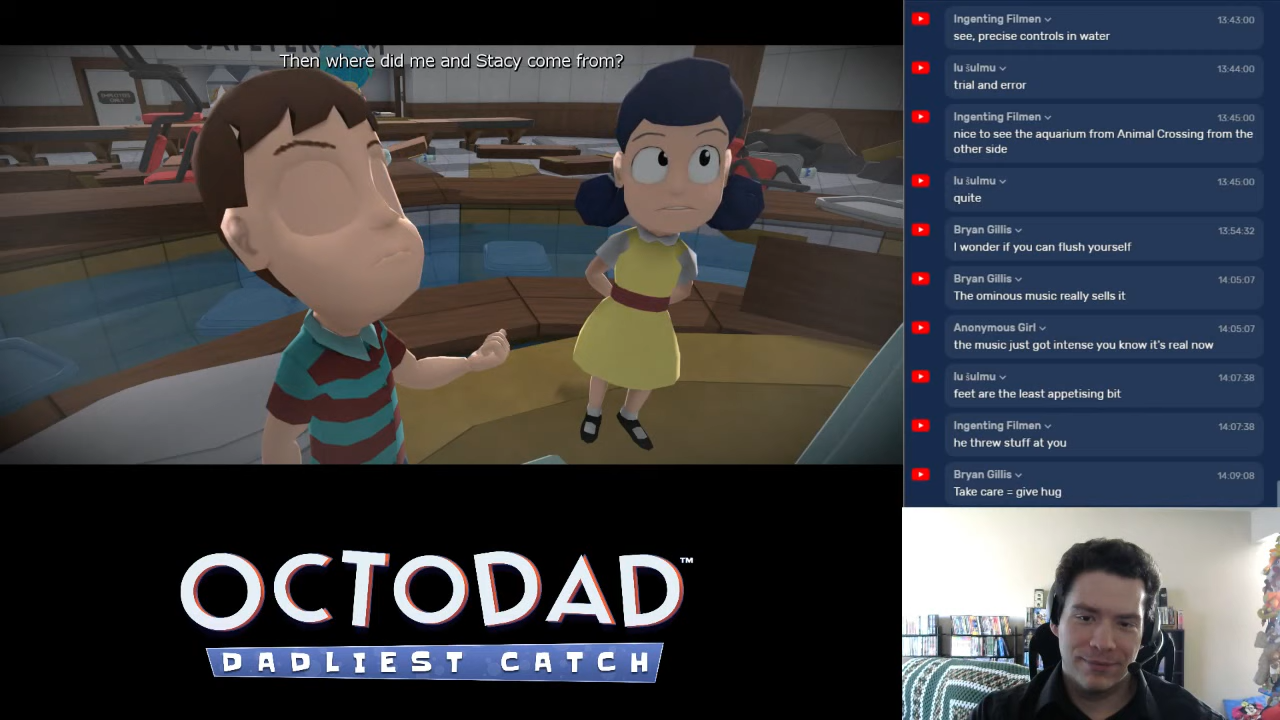 CAFETERIUM
Then where did me and Stacy come from?
EMPLOYEES
ONLY
OCTODAD™
DADLIEST CATCH
Ingenting Filmen 13:43:00
see, precise controls in water
lu šulmu 13:44:00
trial and error
Ingenting Filmen 13:45:00
nice to see the aquarium from Animal Crossing from the
other side
lu šulmu 13:45:00
quite
Bryan Gillis 13:54:32
I wonder if you can flush yourself
Bryan Gillis 14:05:07
The ominous music really sells it
Anonymous Girl 14:05:07
the music just got intense you know it's real now
lu šulmu 14:07:38
feet are the least appetising bit
Ingenting Filmen 14:07:38
he threw stuff at you
Bryan Gillis 14:09:08
Take care = give hug